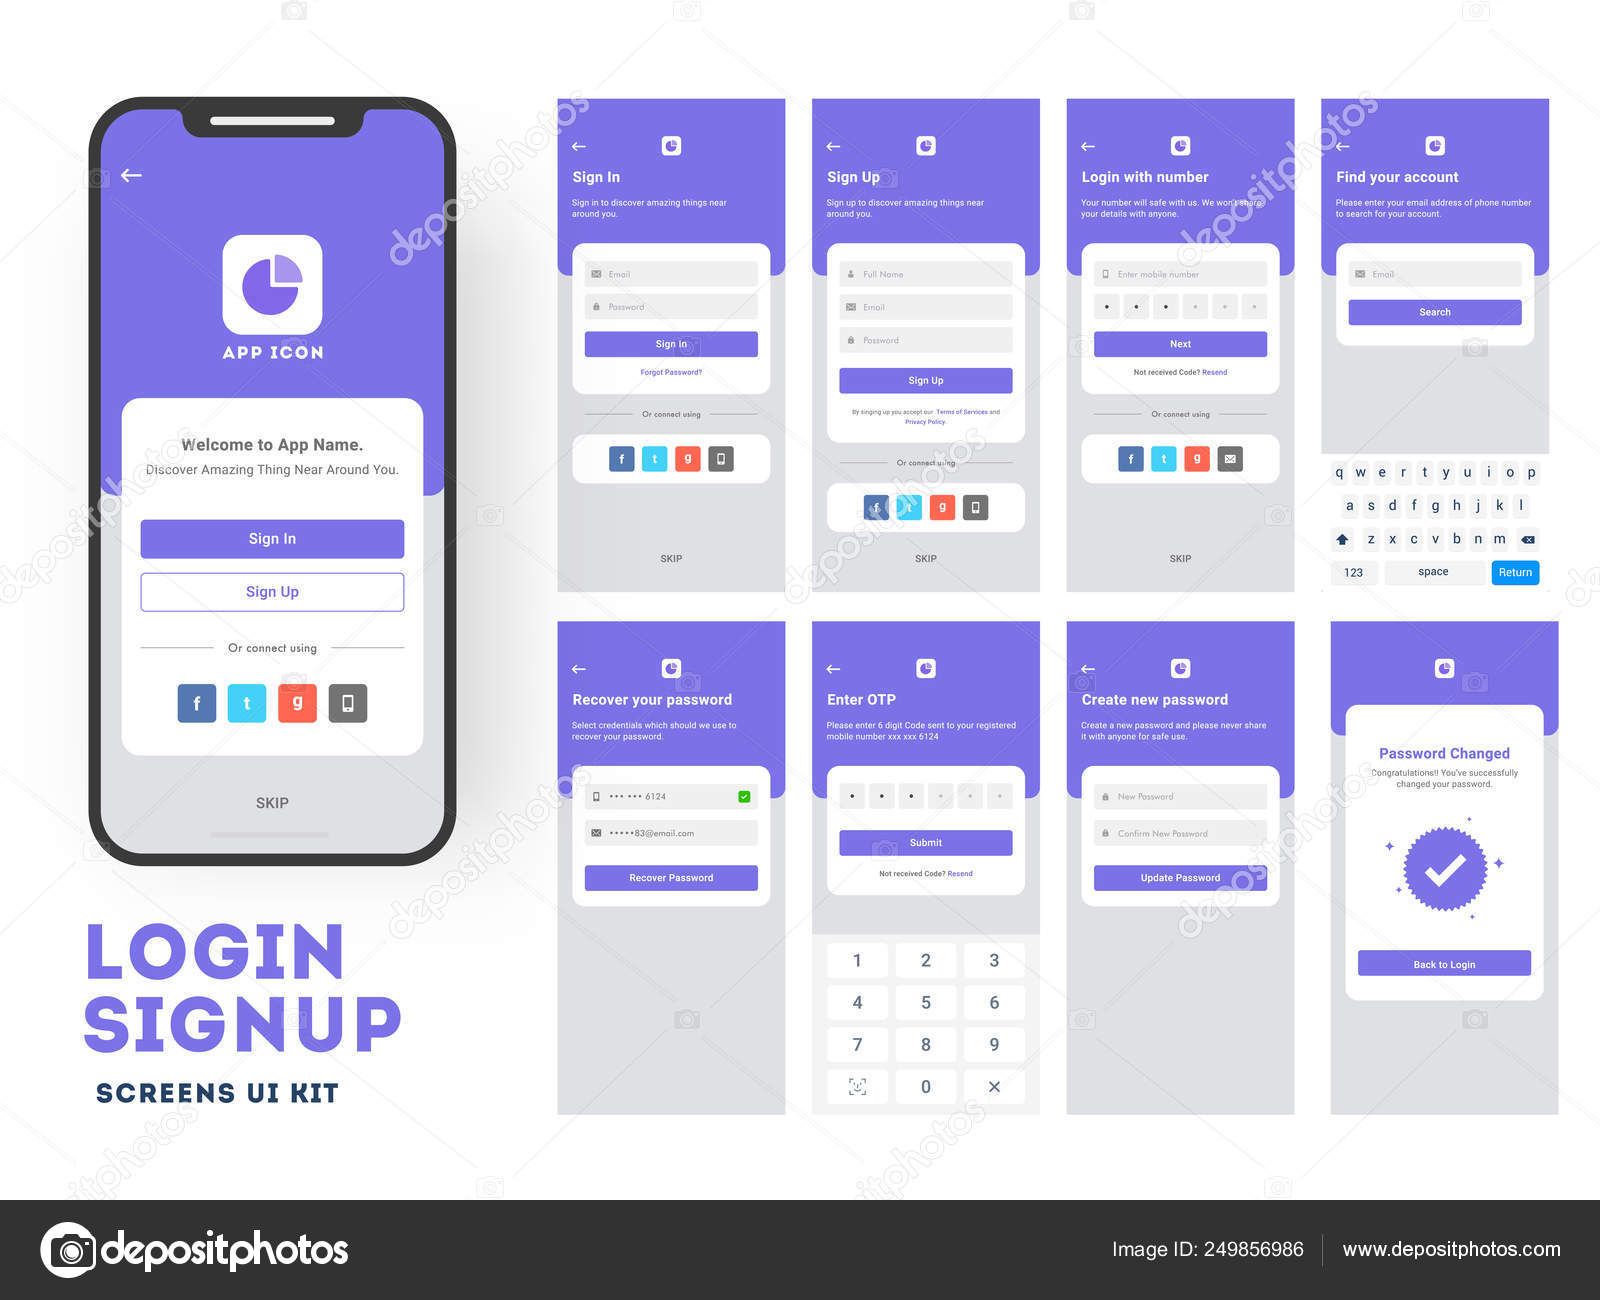 APP ICON
Welcome to App Name.
Discover Amazing Thing Near Around You.
Sign In
Sign Up
Or connect using
f t g
SKIP
LOGIN
SIGNUP
SCREENS UI KIT
Sign In
Sign in to discover amazing things near
around you.
Email
Password
Sign In
Forgot Password?
Or connect using
f t g
SKIP
Sign Up
Sign up to discover amazing things near
around you.
Full Name
Email
Password
Sign Up
By singing up you accept our Terms of Services and
Privacy Policy.
Or connect using
f t g
SKIP
Login with number
Your number will safe with us. We won't share
your details with anyone.
Enter mobile number
Next
Not received Code? Resend
Or connect using
f t g
SKIP
Find your account
Please enter your email address of phone number
to search for your account.
Email
Search
q w e r t y u i o p
a s d f g h j k l
z x c v b n m
123 space Return
Recover your password
Select credentials which should we use to
recover your password.
••• ••• 6124
•••••83@email.com
Recover Password
Enter OTP
Please enter 6 digit Code sent to your registered
mobile number xxx xxx 6124
Submit
Not received Code? Resend
1 2 3
4 5 6
7 8 9
0 ×
Create new password
Create a new password and please never share
it with anyone for safe use.
New Password
Confirm New Password
Update Password
Password Changed
Congratulations!! You've successfully
changed your password.
Back to Login
depositphotos
Image ID: 249856986
www.depositphotos.com